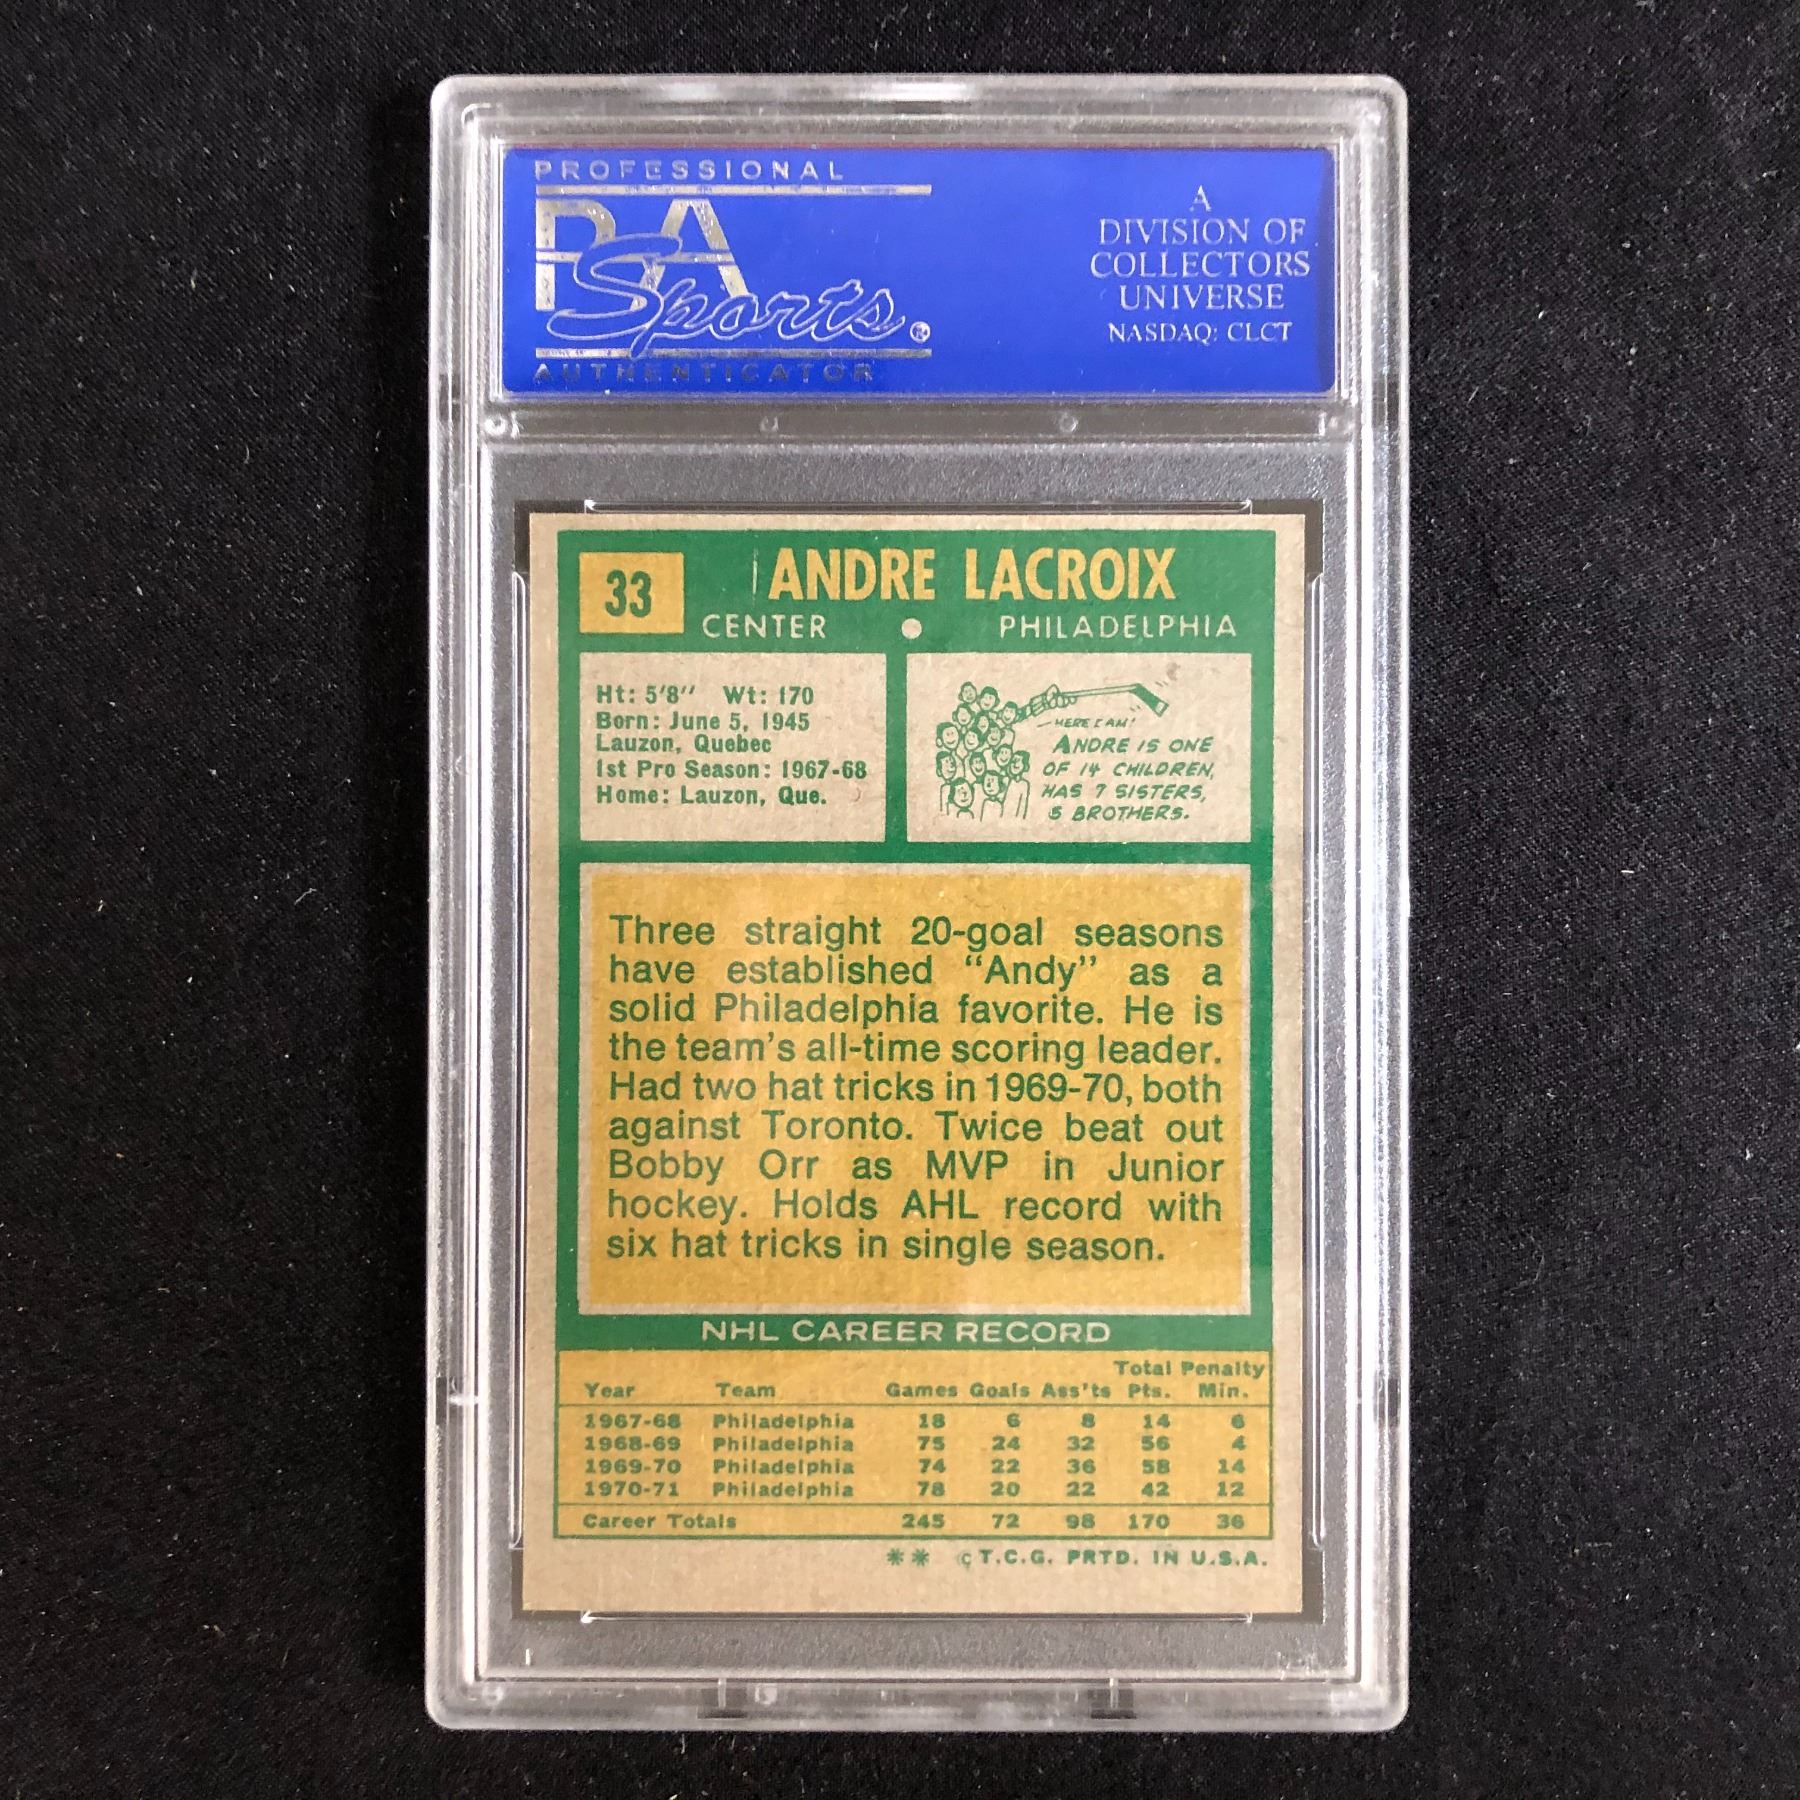 PROFESSIONAL
PSA
Sports®
AUTHENTICATOR
A
DIVISION OF
COLLECTORS
UNIVERSE
NASDAQ: CLCT
33
ANDRE LACROIX
CENTER • PHILADELPHIA
Ht: 5'8'' Wt: 170
Born: June 5, 1945
Lauzon, Quebec
1st Pro Season: 1967-68
Home: Lauzon, Que.
HERE I AM!
ANDRE IS ONE
OF 14 CHILDREN,
HAS 7 SISTERS,
BROTHERS.
Three straight 20-goal seasons
have established "Andy" as a
solid Philadelphia favorite. He is
the team's all-time scoring leader.
Had two hat tricks in 1969-70, both
against Toronto. Twice beat out
Bobby Orr as MVP in Junior
hockey. Holds AHL record with
six hat tricks in single season.
NHL CAREER RECORD
Total Penalty
Year Team Games Goals Ass'ts Pts. Min.
1967-68 Philadelphia 18 6 8 14 6
1968-69 Philadelphia 75 24 32 56 4
1969-70 Philadelphia 74 22 36 58 14
1970-71 Philadelphia 78 20 22 42 12
Career Totals 245 72 98 170 36
** © T.C.G. PRTD. IN U.S.A.